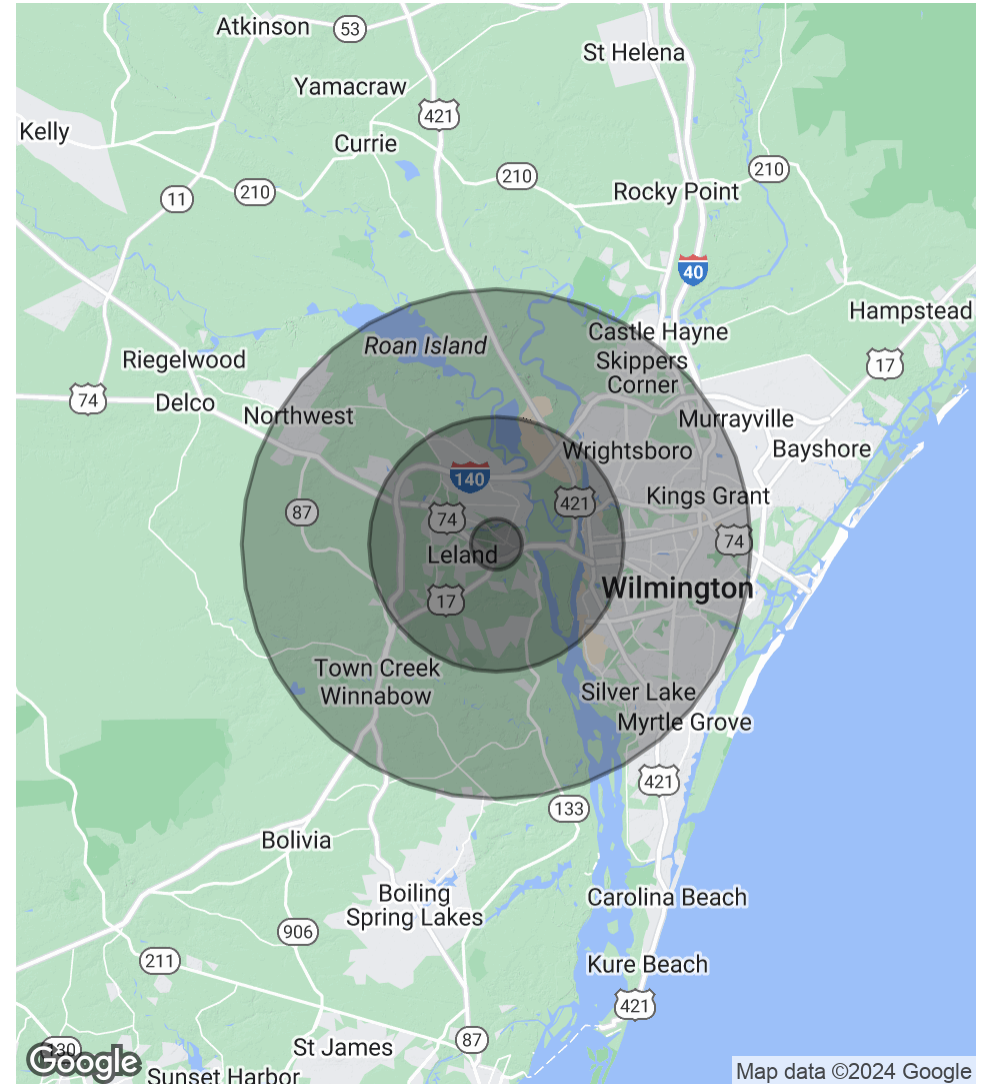 Atkinson
53
St Helena
Yamacraw
421
Kelly
Currie
210
210
11
210
Rocky Point
40
Hampstead
Castle Hayne
Roan Island
Skippers
Corner
Riegelwood
17
74
Delco
Northwest
Murrayville
Wrightsboro
Bayshore
140
Kings Grant
87
421
74
74
Leland
Wilmington
17
Town Creek
Winnabow
Silver Lake
Myrtle Grove
421
133
Bolivia
Boiling
Spring Lakes
Carolina Beach
906
211
Kure Beach
421
87
St James
130
Google
Sunset Harbor
Map data ©2024 Google